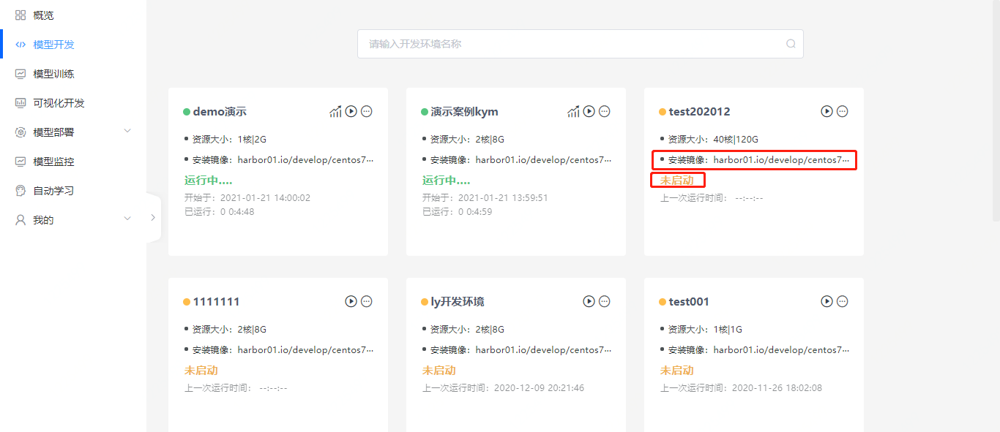 概览
模型开发
模型训练
可视化开发
模型部署
模型监控
自动学习
我的
请输入开发环境名称
demo演示
资源大小：1核|2G
安装镜像：harbor01.io/develop/centos7···
运行中....
开始于：2021-01-21 14:00:02
已运行：0 0:4:48
演示案例kym
资源大小：2核|8G
安装镜像：harbor01.io/develop/centos7···
运行中....
开始于：2021-01-21 13:59:51
已运行：0 0:4:59
test202012
资源大小：40核|120G
安装镜像：harbor01.io/develop/centos7···
未启动
上一次运行时间： --:--:--
1111111
资源大小：2核|8G
安装镜像：harbor01.io/develop/centos7···
未启动
上一次运行时间： --:--:--
ly开发环境
资源大小：2核|8G
安装镜像：harbor01.io/develop/centos7···
未启动
上一次运行时间：2020-12-09 20:21:46
test001
资源大小：1核|1G
安装镜像：harbor01.io/develop/centos7···
未启动
上一次运行时间：2020-11-26 18:02:08